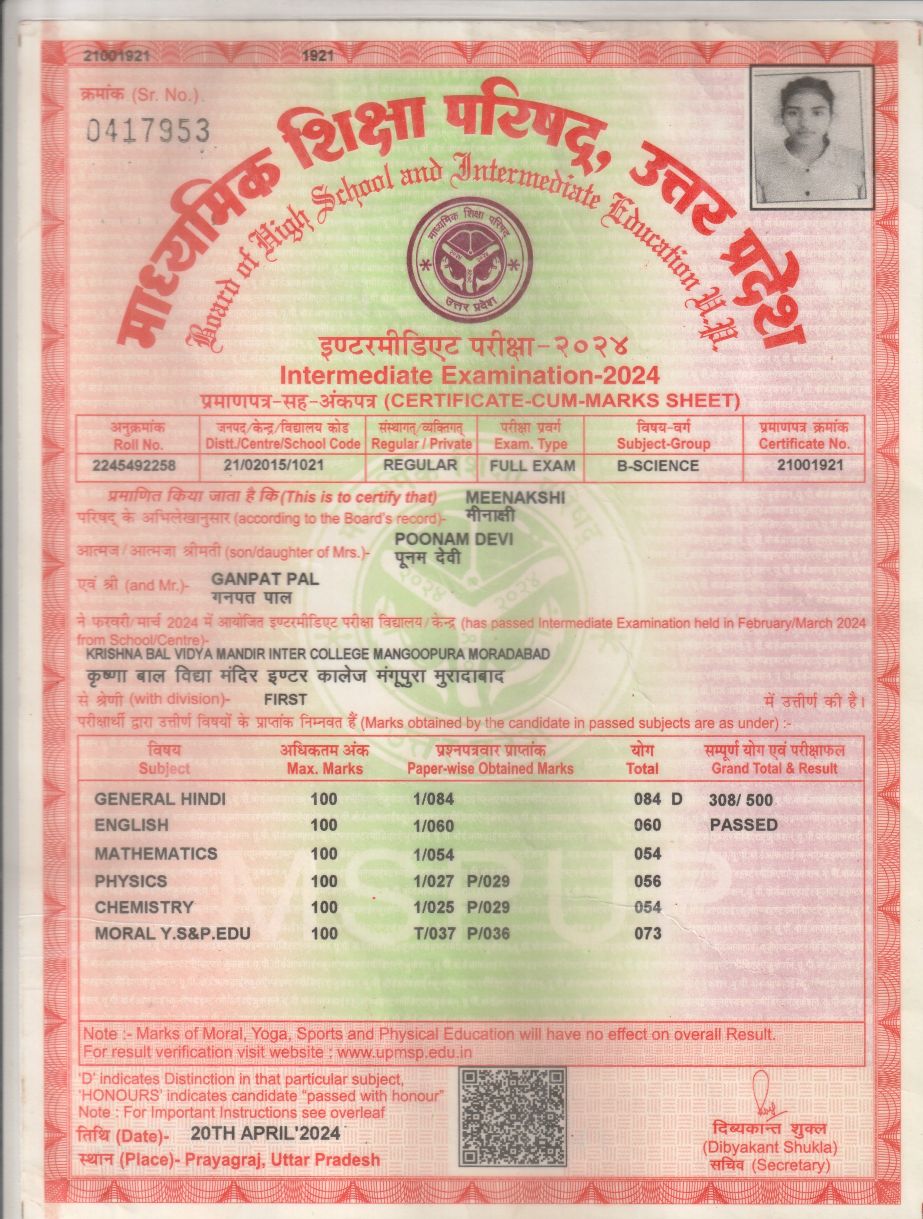 21001921 1921
क्रमांक (Sr. No.)
0417953
माध्यमिक शिक्षा परिषद्, उत्तर प्रदेश
Board of High School and Intermediate Education U.P.
माध्यमिक शिक्षा परिषद्
उत्तर प्रदेश
इण्टरमीडिएट परीक्षा-२०२४
Intermediate Examination-2024
प्रमाणपत्र-सह-अंकपत्र (CERTIFICATE-CUM-MARKS SHEET)
अनुक्रमांक जनपद/केन्द्र/विद्यालय कोड संस्थागत्/व्यक्तिगत् परीक्षा प्रवर्ग विषय-वर्ग प्रमाणपत्र क्रमांक
Roll No. Distt./Centre/School Code Regular / Private Exam. Type Subject-Group Certificate No.
2245492258 21/02015/1021 REGULAR FULL EXAM B-SCIENCE 21001921
प्रमाणित किया जाता है कि (This is to certify that) MEENAKSHI
परिषद् के अभिलेखानुसार (according to the Board's record)- मीनाक्षी
POONAM DEVI
आत्मज/आत्मजा श्रीमती (son/daughter of Mrs.)- पूनम देवी
एवं श्री (and Mr.)- GANPAT PAL
गनपत पाल
ने फरवरी/मार्च 2024 में आयोजित इण्टरमीडिएट परीक्षा विद्यालय/केन्द्र (has passed Intermediate Examination held in February/March 2024
from School/Centre)-
KRISHNA BAL VIDYA MANDIR INTER COLLEGE MANGOOPURA MORADABAD
कृष्णा बाल विद्या मंदिर इण्टर कालेज मंगूपुरा मुरादाबाद
से श्रेणी (with division)- FIRST में उत्तीर्ण की है।
परीक्षार्थी द्वारा उत्तीर्ण विषयों के प्राप्तांक निम्नवत हैं (Marks obtained by the candidate in passed subjects are as under) :-
विषय अधिकतम अंक प्रश्नपत्रवार प्राप्तांक योग सम्पूर्ण योग एवं परीक्षाफल
Subject Max. Marks Paper-wise Obtained Marks Total Grand Total & Result
GENERAL HINDI 100 1/084 084 D 308/ 500
ENGLISH 100 1/060 060 PASSED
MATHEMATICS 100 1/054 054
PHYSICS 100 1/027 P/029 056
CHEMISTRY 100 1/025 P/029 054
MORAL Y.S&P.EDU 100 T/037 P/036 073
MSPUP
Note :- Marks of Moral, Yoga, Sports and Physical Education will have no effect on overall Result.
For result verification visit website : www.upmsp.edu.in
'D' indicates Distinction in that particular subject,
'HONOURS' indicates candidate "passed with honour"
Note : For Important Instructions see overleaf
तिथि (Date)- 20TH APRIL'2024
स्थान (Place)- Prayagraj, Uttar Pradesh
दिब्यकान्त शुक्ल
(Dibyakant Shukla)
सचिव (Secretary)